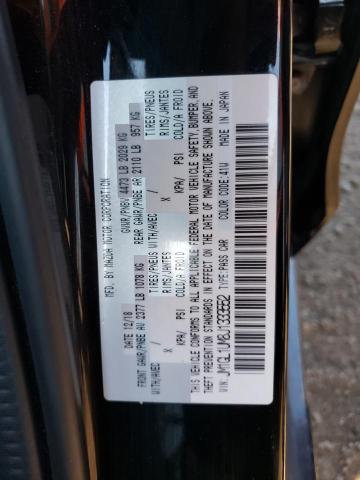 MFD. BY MAZDA MOTOR CORPORATION
12/18 GVWR/PNBV 4473 LB 2029 KG
FRONT GAWR/PNBE AV 2377 LB 1078 KG REAR GAWR/PNBE AR 2110 LB 957 KG
WITH/AVEC TIRES/PNEUS WITH/AVEC TIRES/PNEUS
X RIMS/JANTES X RIMS/JANTES
KPA/ PSI COLD/A FROID KPA/ PSI COLD/A FROID
THIS VEHICLE CONFORMS TO ALL APPLICABLE FEDERAL MOTOR VEHICLE SAFETY, BUMPER, AND
THEFT PREVENTION STANDARDS IN EFFECT ON THE DATE OF MANUFACTURE SHOWN ABOVE.
VIN: TYPE: PASS CAR COLOR CODE: 41W MADE IN JAPAN